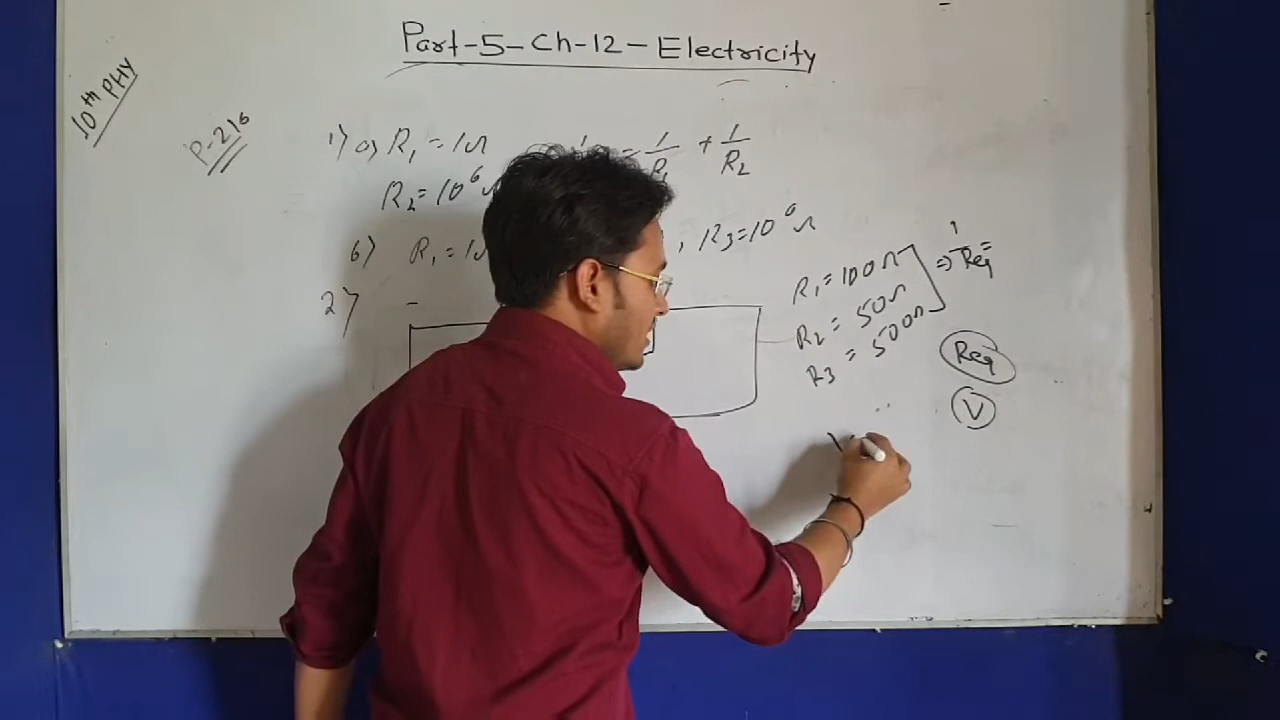 Part-5-Ch-12-Electricity
10th PHY
P-216
1) a) R₁ = 1Ω
= 1/R₁ + 1/R₂
R₂ = 10⁶
b) R₁ = 1Ω
, R₃ = 10⁶Ω
2)
R₁ = 100Ω
R₂ = 50Ω
R₃ = 500Ω
⇒ 1/Req =
Req
V